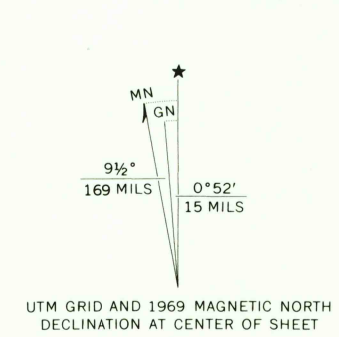 ★
MN
GN
9½°
169 MILS
0°52'
15 MILS
UTM GRID AND 1969 MAGNETIC NORTH
DECLINATION AT CENTER OF SHEET